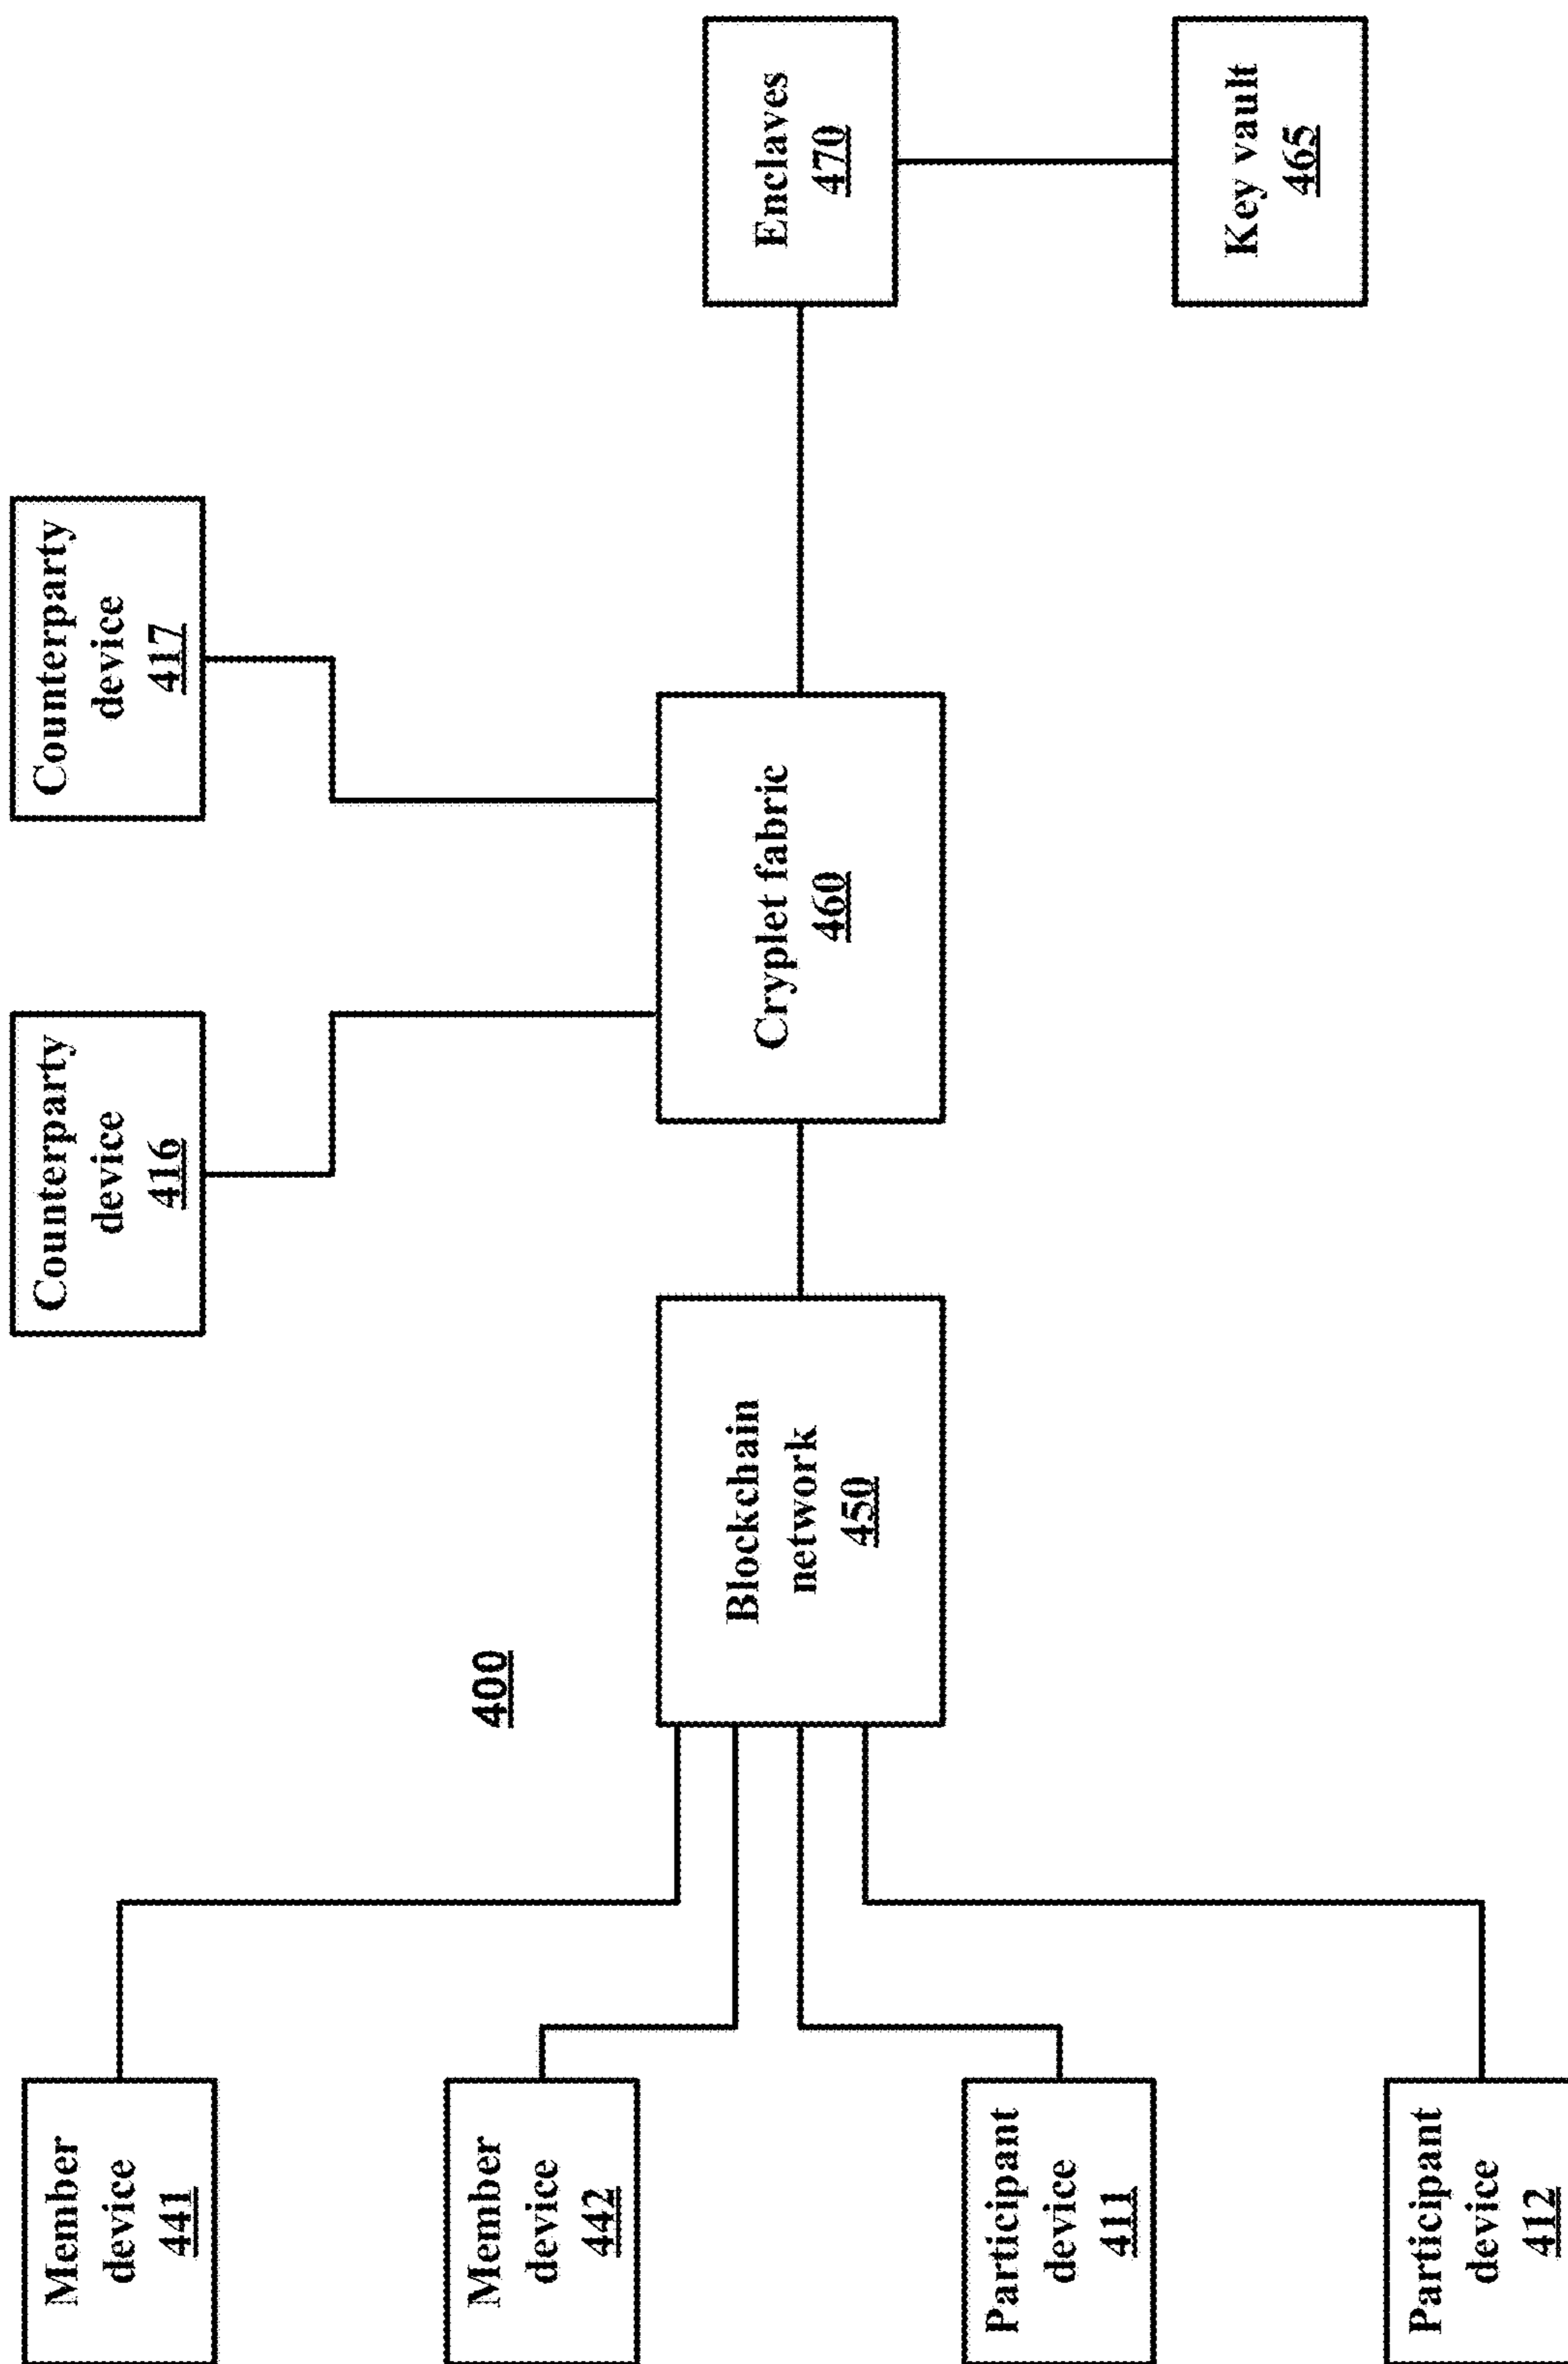 Counterparty
device
416
Counterparty
device
417
400
Member
device
441
Member
device
442
Participant
device
411
Participant
device
412
Blockchain
network
450
Cryplet fabric
460
Enclaves
470
Key vault
465